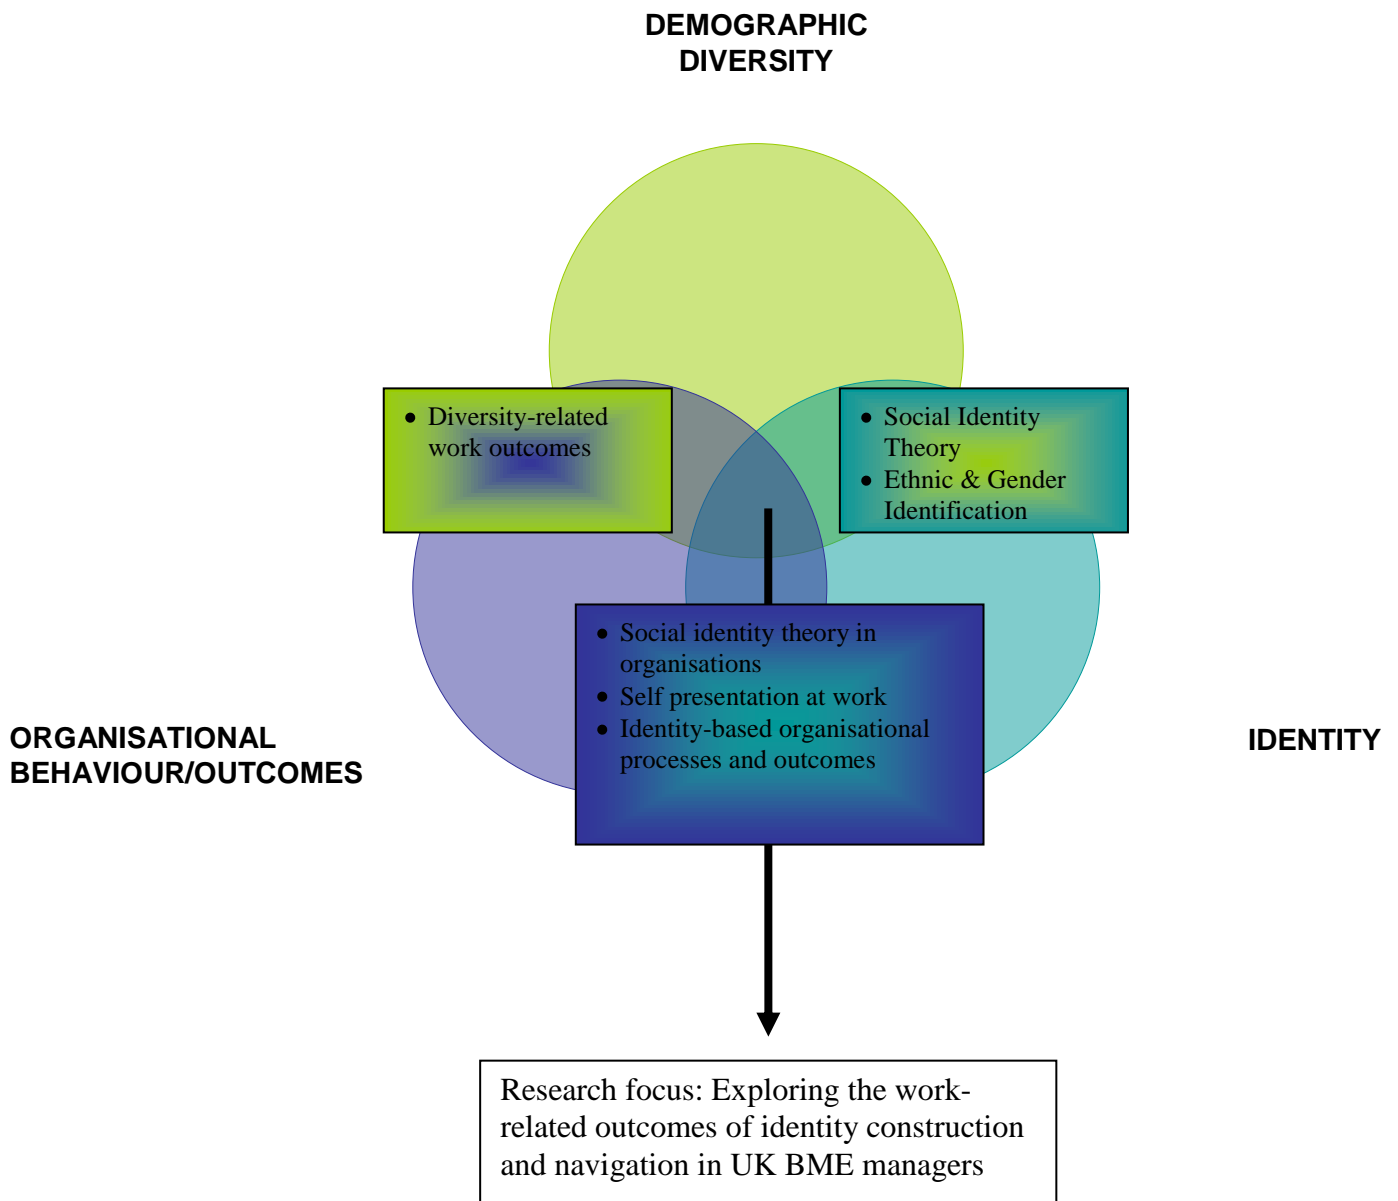 DEMOGRAPHIC
DIVERSITY
• Diversity-related
work outcomes
• Social Identity
Theory
• Ethnic & Gender
Identification
• Social identity theory in
organisations
• Self presentation at work
• Identity-based organisational
processes and outcomes
ORGANISATIONAL
BEHAVIOUR/OUTCOMES
IDENTITY
Research focus: Exploring the work-
related outcomes of identity construction
and navigation in UK BME managers